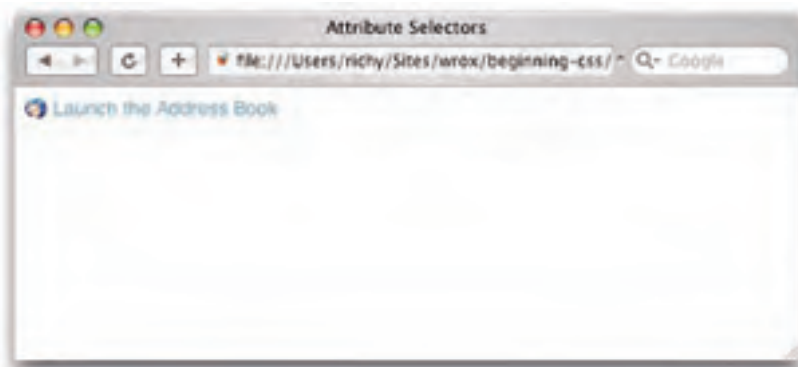 Attribute Selectors
file:///Users/richy/Sites/wrox/beginning-css/
Google
Launch the Address Book